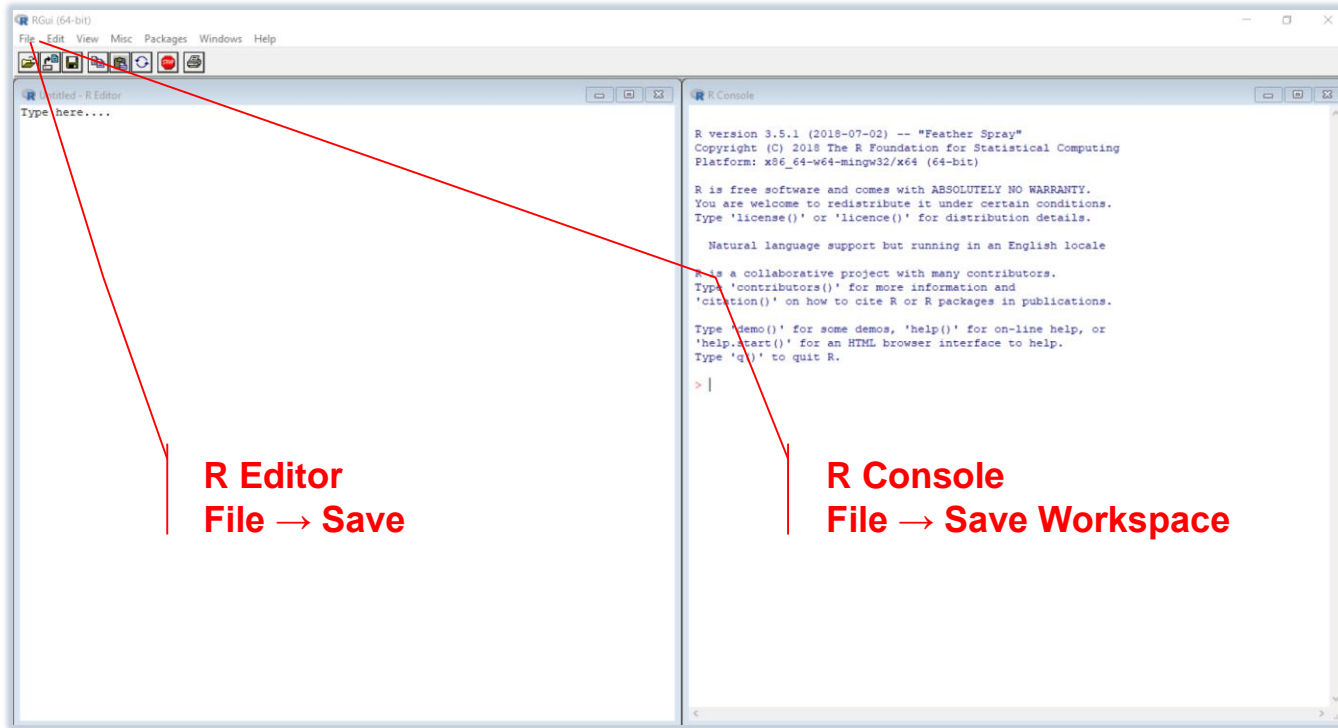 RGui (64-bit)
File Edit View Misc Packages Windows Help
STOP
Untitled - R Editor
Type here....
R Console
R version 3.5.1 (2018-07-02) -- "Feather Spray"
Copyright (C) 2018 The R Foundation for Statistical Computing
Platform: x86_64-w64-mingw32/x64 (64-bit)
R is free software and comes with ABSOLUTELY NO WARRANTY.
You are welcome to redistribute it under certain conditions.
Type 'license()' or 'licence()' for distribution details.
Natural language support but running in an English locale
R is a collaborative project with many contributors.
Type 'contributors()' for more information and
'citation()' on how to cite R or R packages in publications.
Type 'demo()' for some demos, 'help()' for on-line help, or
'help.start()' for an HTML browser interface to help.
Type 'q()' to quit R.
>
R Editor
File → Save
R Console
File → Save Workspace